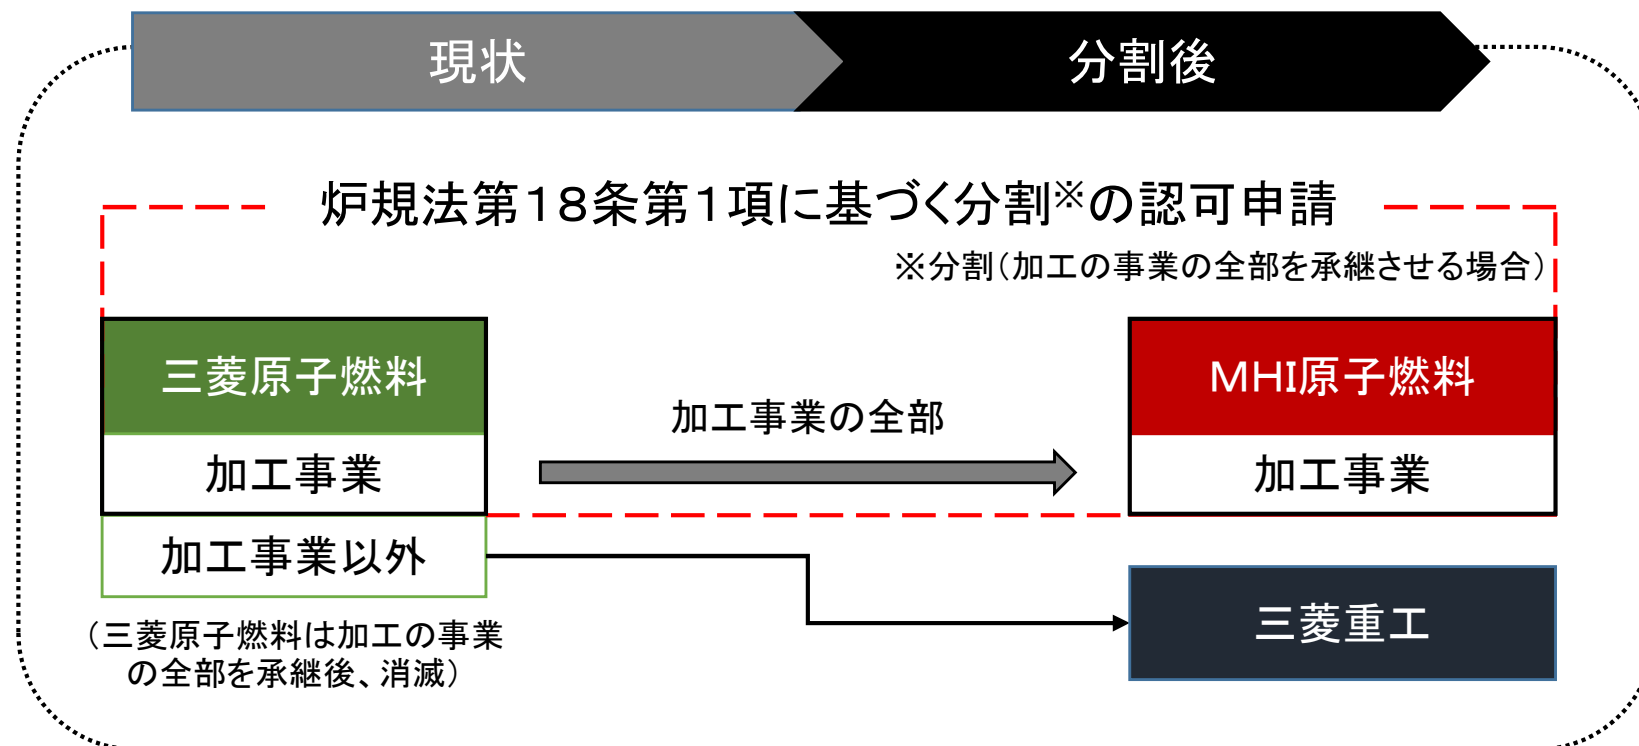 現状
分割後
炉規法第18条第1項に基づく分割※の認可申請
※分割(加工の事業の全部を承継させる場合)
三菱原子燃料
加工事業
加工事業以外
(三菱原子燃料は加工の事業
の全部を承継後、消滅)
加工事業の全部
MHI原子燃料
加工事業
三菱重工